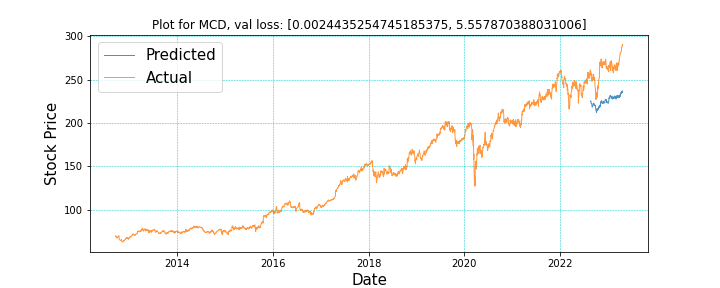 Plot for MCD, val loss: [0.0024435254745185375, 5.557870388031006]
300
250
200
150
100
Stock Price
Predicted
Actual
2014
2016
2018
2020
2022
Date